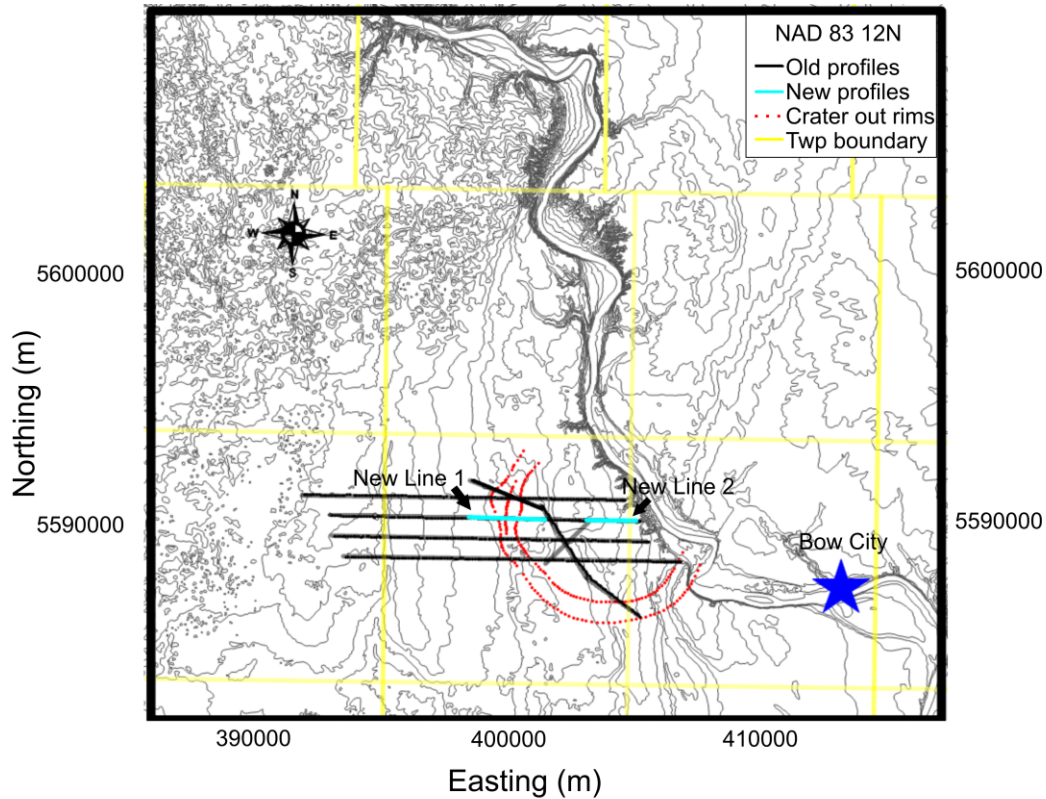 NAD 83 12N
Old profiles
New profiles
Crater out rims
Twp boundary
N
W E
S
5600000 5600000
Northing (m)
New Line 1 New Line 2
5590000 5590000
Bow City
390000 400000 410000
Easting (m)